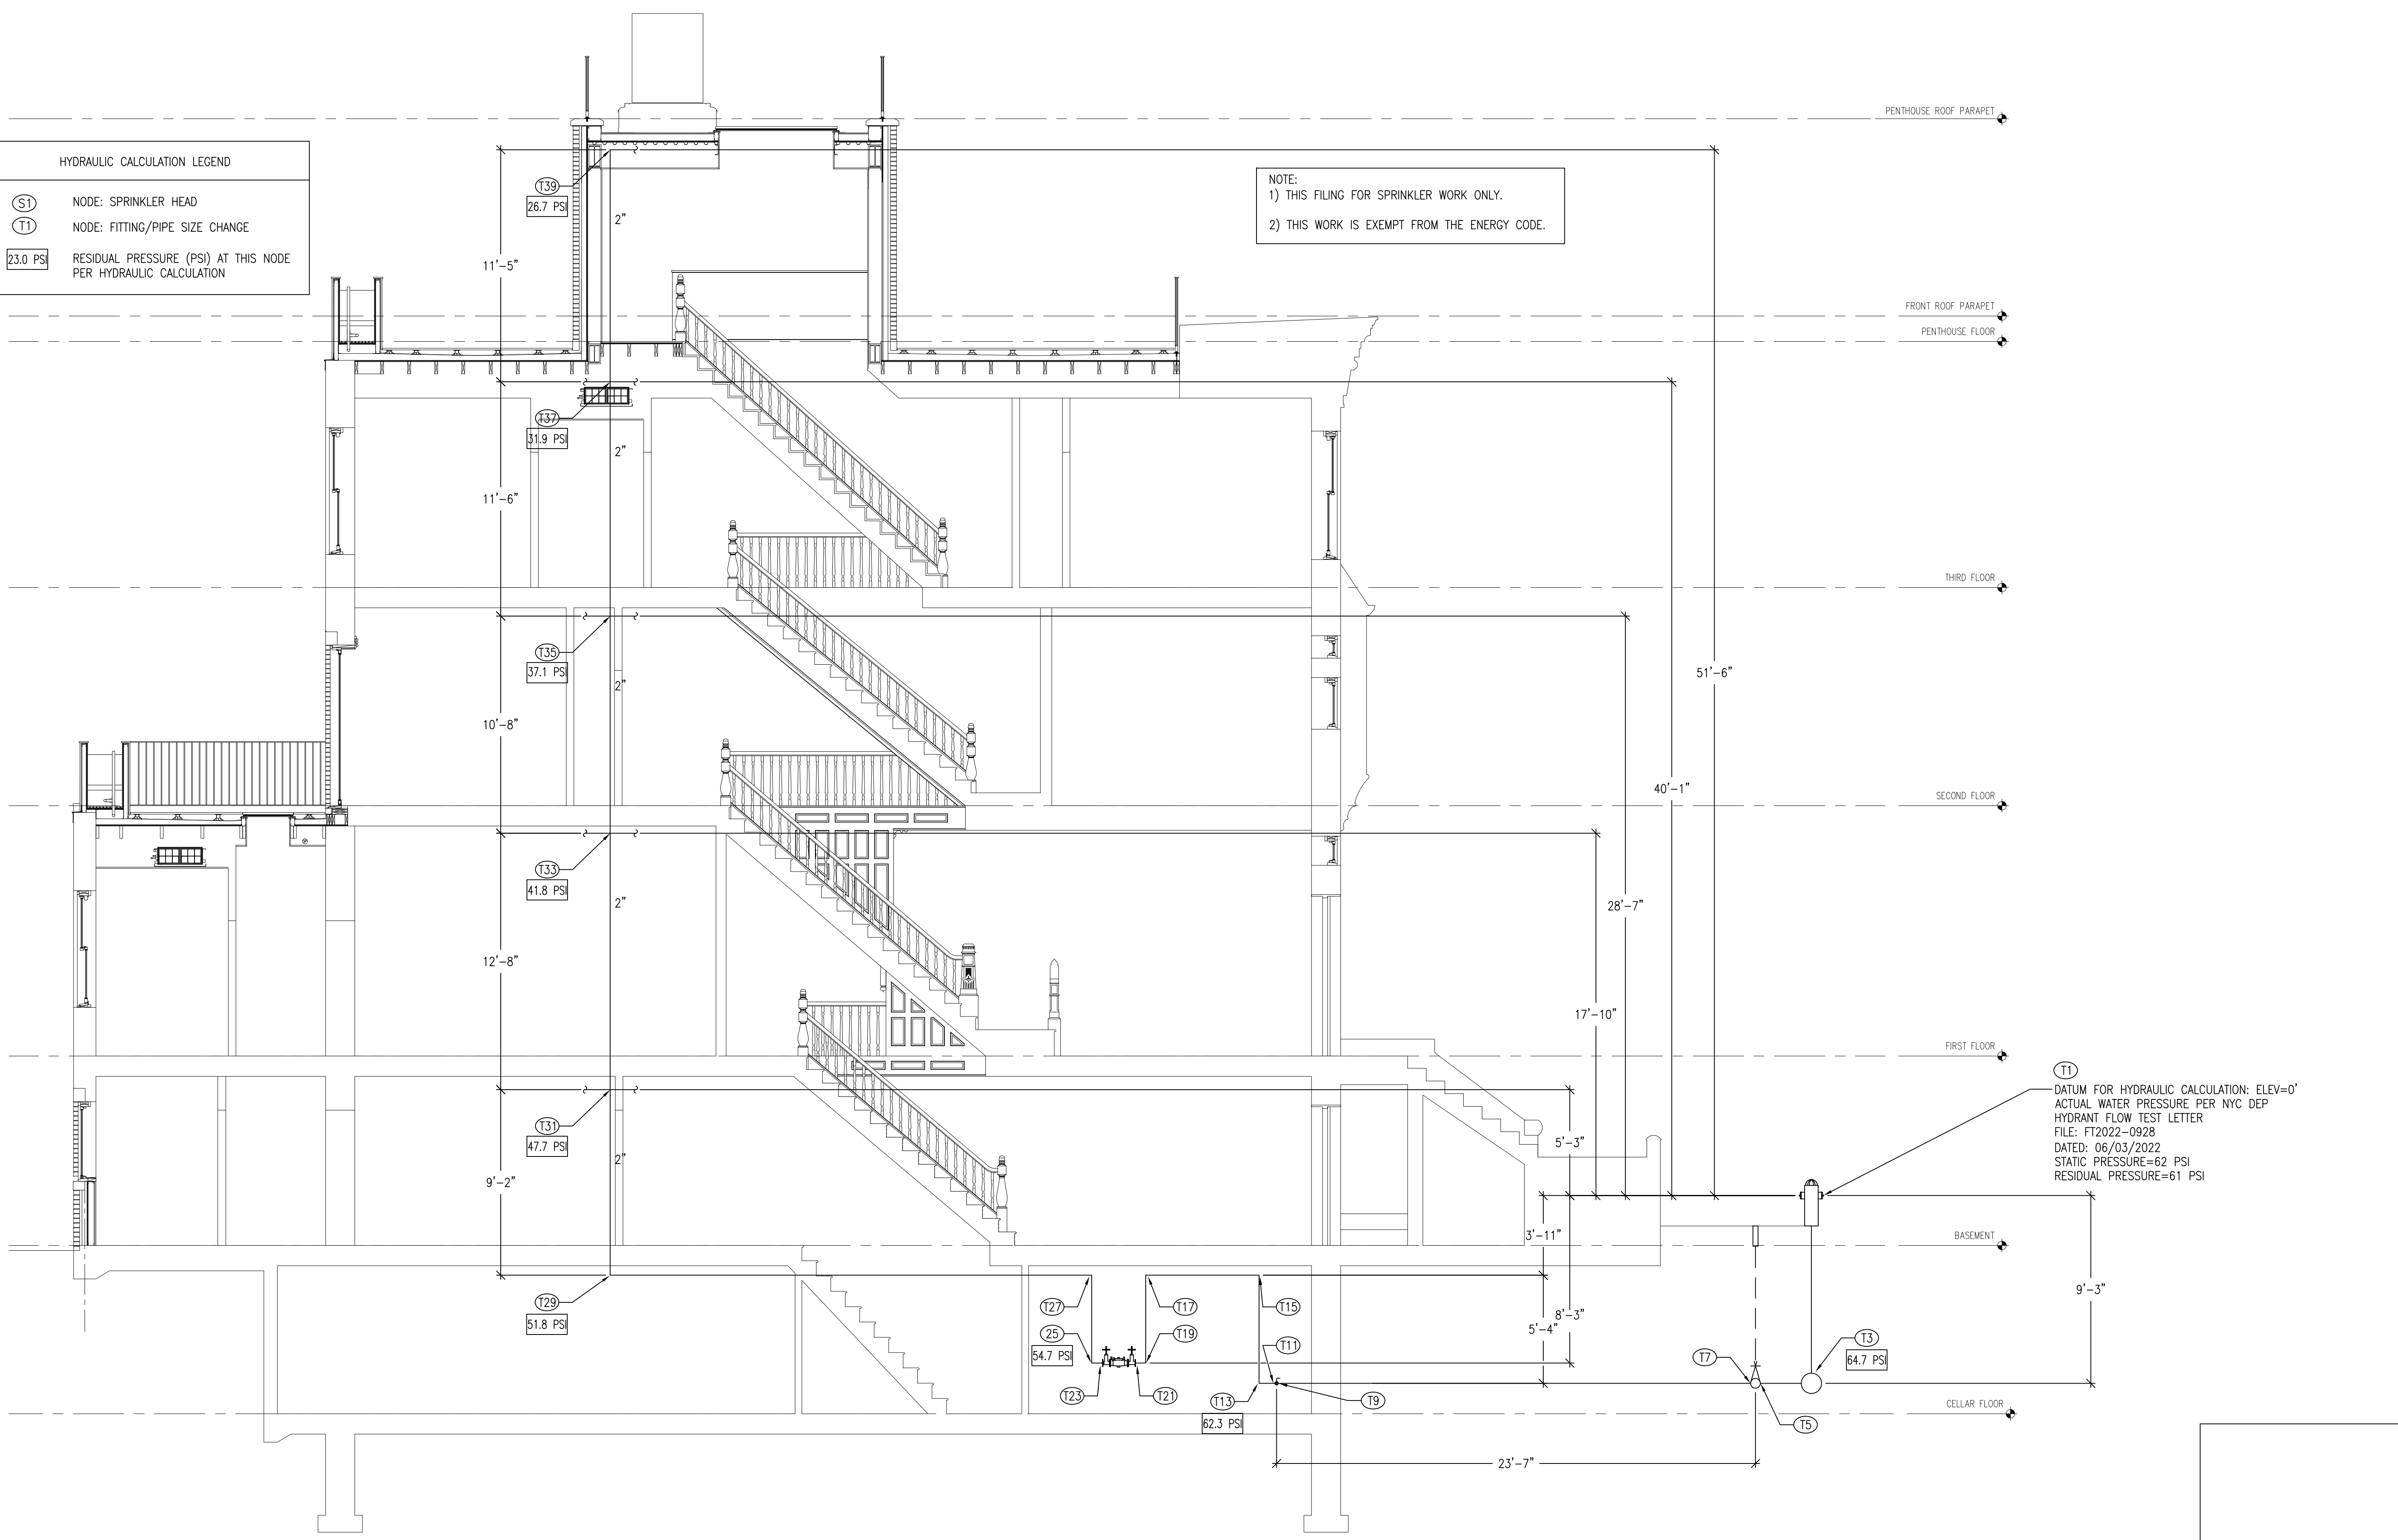 HYDRAULIC CALCULATION LEGEND
S1 NODE: SPRINKLER HEAD
T1 NODE: FITTING/PIPE SIZE CHANGE
23.0 PSI RESIDUAL PRESSURE (PSI) AT THIS NODE
PER HYDRAULIC CALCULATION
NOTE:
1) THIS FILING FOR SPRINKLER WORK ONLY.
2) THIS WORK IS EXEMPT FROM THE ENERGY CODE.
PENTHOUSE ROOF PARAPET
FRONT ROOF PARAPET
PENTHOUSE FLOOR
THIRD FLOOR
SECOND FLOOR
FIRST FLOOR
BASEMENT
CELLAR FLOOR
T39
26.7 PSI
2"
11'-5"
T37
31.9 PSI
2"
11'-6"
T35
37.1 PSI
2"
10'-8"
T33
41.8 PSI
2"
12'-8"
T31
47.7 PSI
2"
9'-2"
T29
51.8 PSI
51'-6"
40'-1"
28'-7"
17'-10"
5'-3"
3'-11"
8'-3"
5'-4"
9'-3"
23'-7"
T1
DATUM FOR HYDRAULIC CALCULATION: ELEV=0'
ACTUAL WATER PRESSURE PER NYC DEP
HYDRANT FLOW TEST LETTER
FILE: FT2022-0928
DATED: 06/03/2022
STATIC PRESSURE=62 PSI
RESIDUAL PRESSURE=61 PSI
T27
T17
T15
25
54.7 PSI
T19
T11
T23
T21
T13
62.3 PSI
T9
T7
T3
64.7 PSI
T5